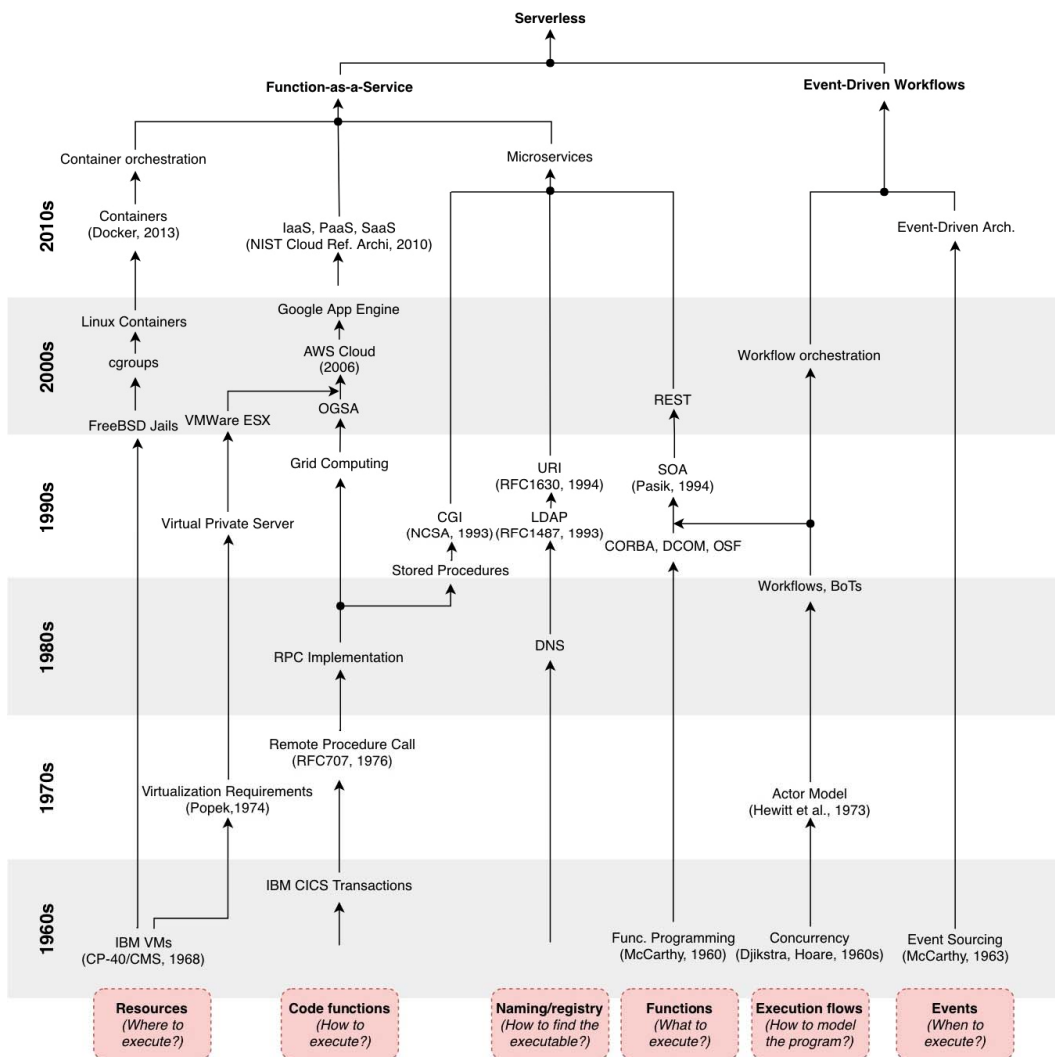 Serverless
Function-as-a-Service
Event-Driven Workflows
Container orchestration
Microservices
2010s
Containers
(Docker, 2013)
IaaS, PaaS, SaaS
(NIST Cloud Ref. Archi, 2010)
Event-Driven Arch.
2000s
Google App Engine
Linux Containers
AWS Cloud
(2006)
Workflow orchestration
cgroups
OGSA
REST
FreeBSD Jails
VMWare ESX
1990s
Grid Computing
URI
(RFC1630, 1994)
SOA
(Pasik, 1994)
Virtual Private Server
CGI
(NCSA, 1993)
LDAP
(RFC1487, 1993)
CORBA, DCOM, OSF
Stored Procedures
1980s
Workflows, BoTs
RPC Implementation
DNS
1970s
Remote Procedure Call
(RFC707, 1976)
Virtualization Requirements
(Popek,1974)
Actor Model
(Hewitt et al., 1973)
1960s
IBM CICS Transactions
IBM VMs
(CP-40/CMS, 1968)
Func. Programming
(McCarthy, 1960)
Concurrency
(Djikstra, Hoare, 1960s)
Event Sourcing
(McCarthy, 1963)
Resources
(Where to
execute?)
Code functions
(How to
execute?)
Naming/registry
(How to find the
executable?)
Functions
(What to
execute?)
Execution flows
(How to model
the program?)
Events
(When to
execute?)